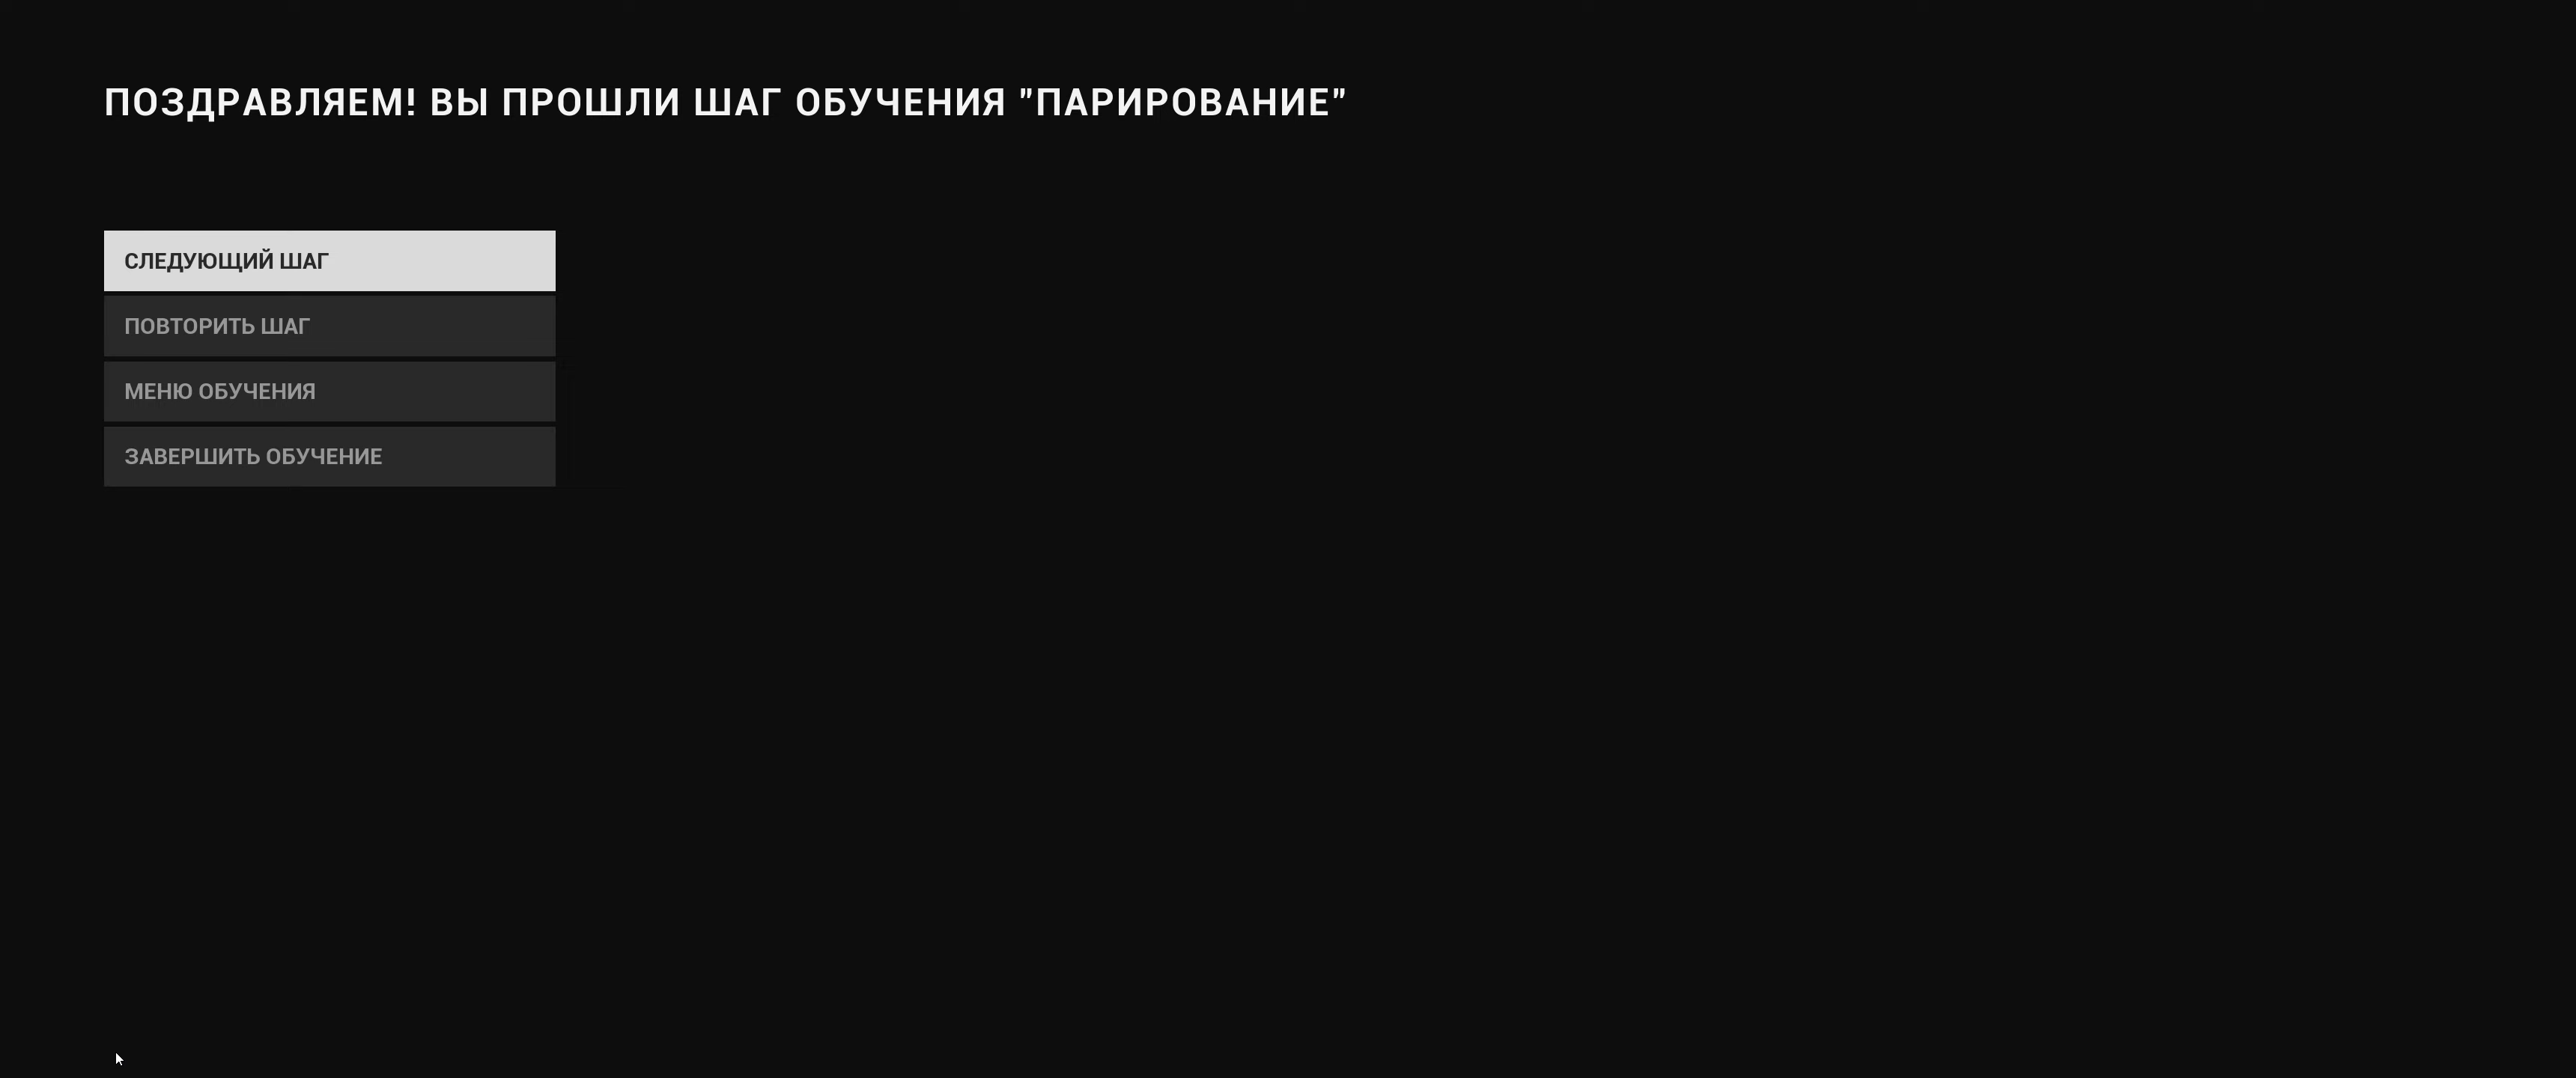 ПОЗДРАВЛЯЕМ! ВЫ ПРОШЛИ ШАГ ОБУЧЕНИЯ "ПАРИРОВАНИЕ"
СЛЕДУЮЩИЙ ШАГ
ПОВТОРИТЬ ШАГ
МЕНЮ ОБУЧЕНИЯ
ЗАВЕРШИТЬ ОБУЧЕНИЕ